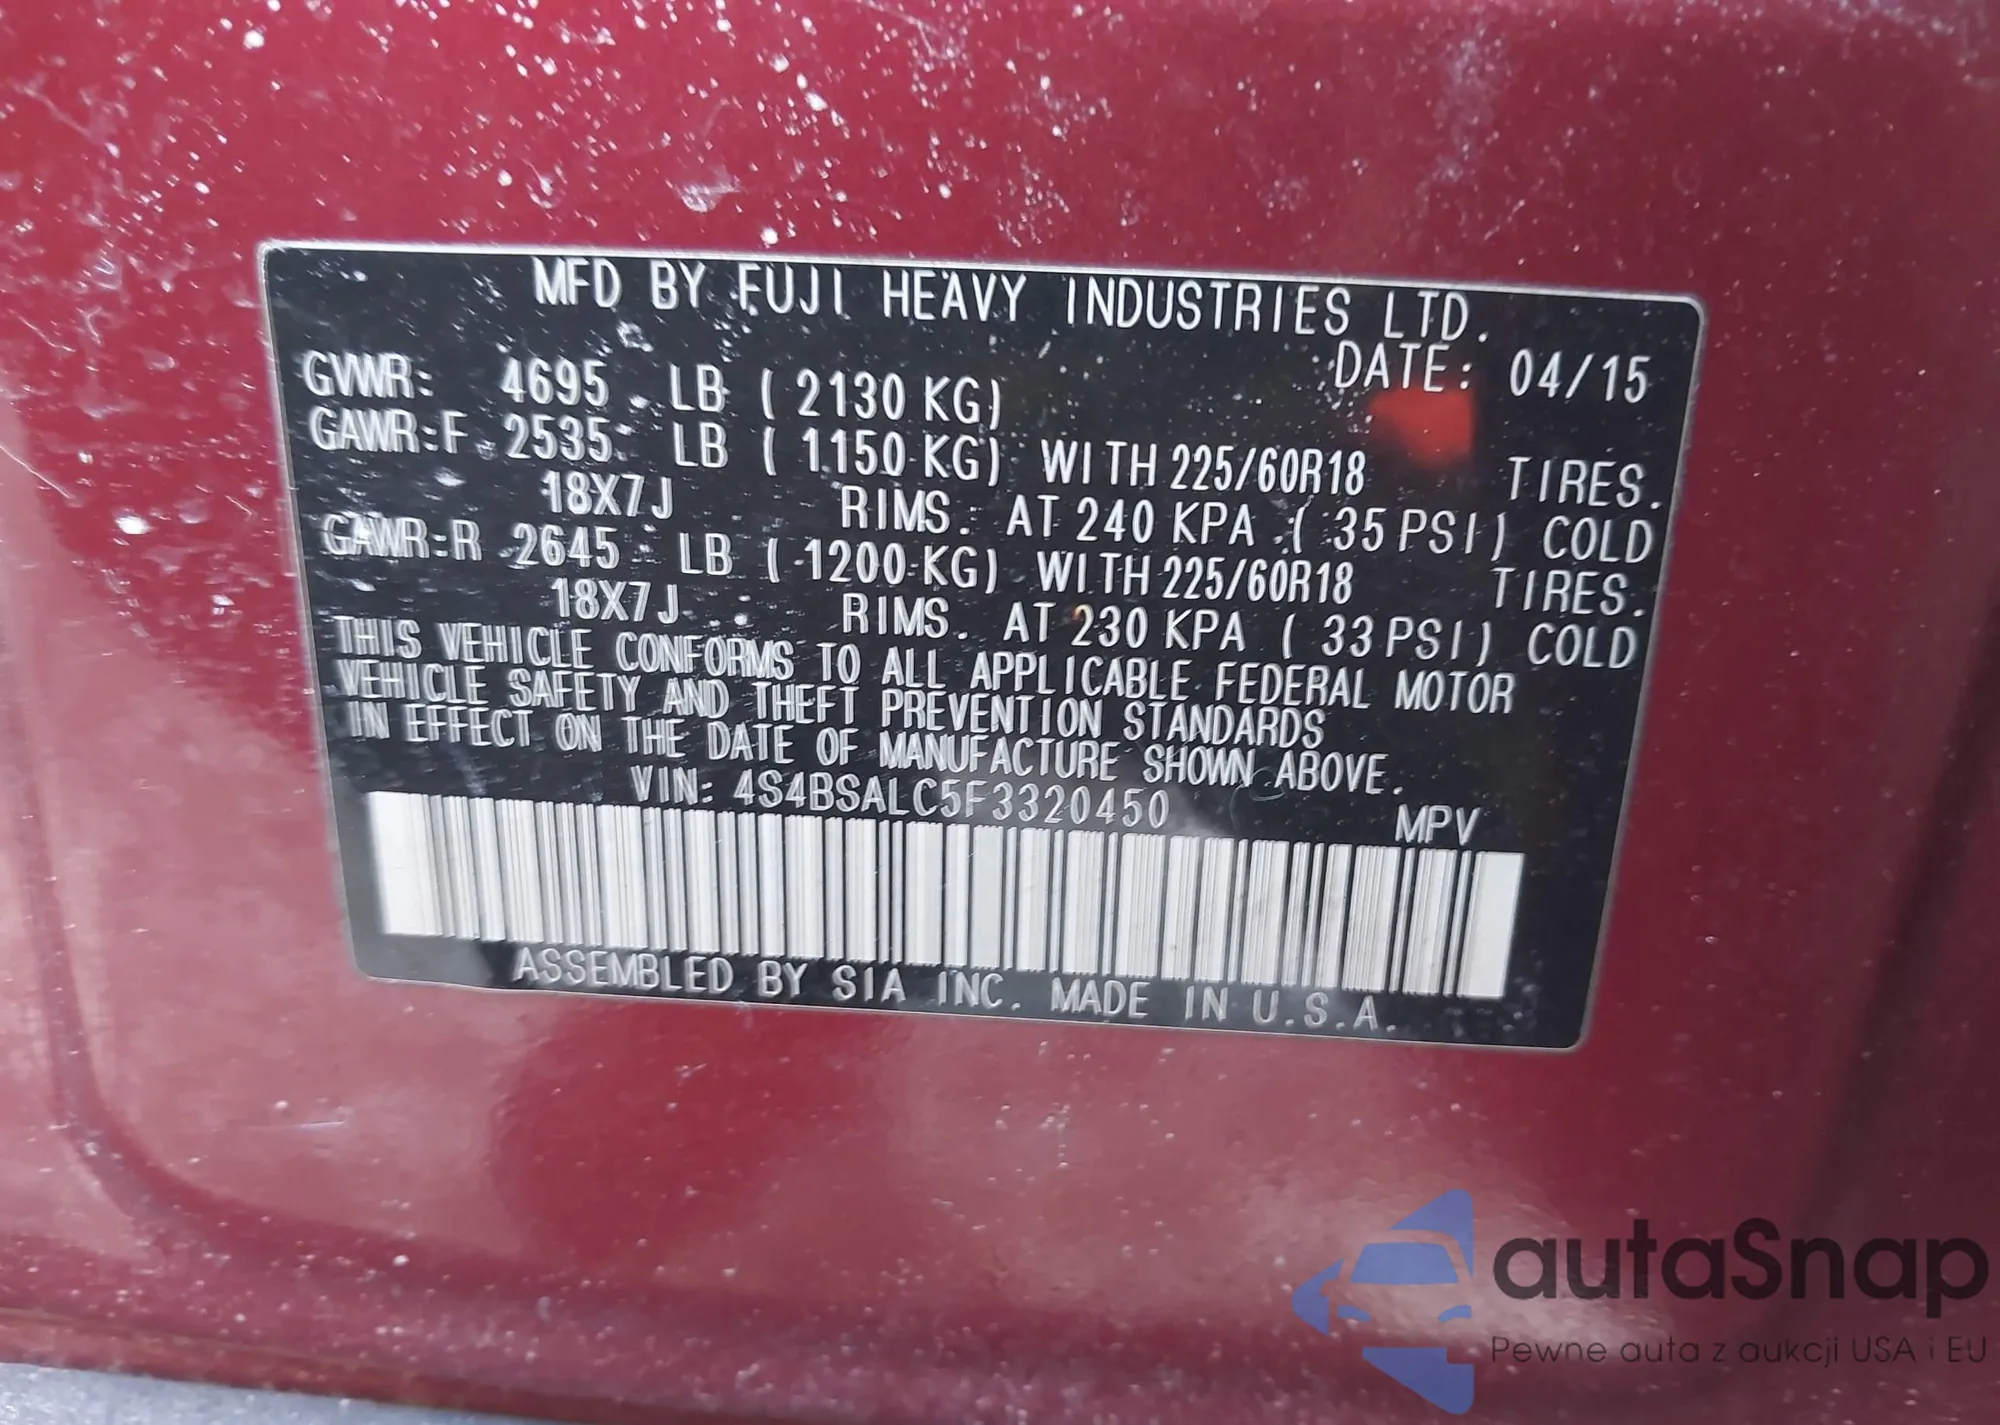 MFD BY FUJI HEAVY INDUSTRIES LTD.
DATE: 04/15
GVWR: 4695 LB ( 2130 KG)
GAWR:F 2535 LB ( 1150 KG) WITH 225/60R18 TIRES.
18X7J RIMS. AT 240 KPA ( 35 PSI) COLD
GAWR:R 2645 LB ( 1200 KG) WITH 225/60R18 TIRES.
18X7J RIMS. AT 230 KPA ( 33 PSI) COLD
THIS VEHICLE CONFORMS TO ALL APPLICABLE FEDERAL MOTOR
VEHICLE SAFETY AND THEFT PREVENTION STANDARDS
IN EFFECT ON THE DATE OF MANUFACTURE SHOWN ABOVE.
VIN: 4S4BSALC5F3320450 MPV
ASSEMBLED BY SIA INC. MADE IN U.S.A.
autaSnap
Pewne auta z aukcji USA i EU